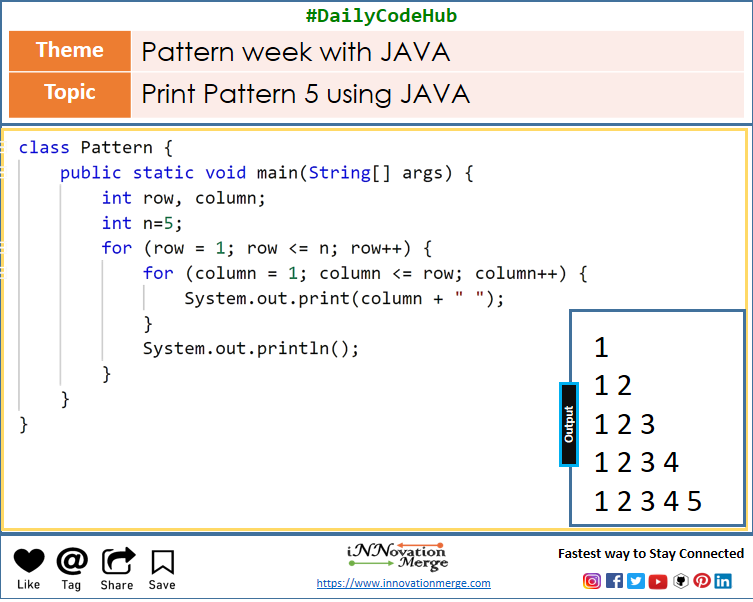 #DailyCodeHub
Theme
Pattern week with JAVA
Topic
Print Pattern 5 using JAVA
class Pattern {
    public static void main(String[] args) {
        int row, column;
        int n=5;
        for (row = 1; row <= n; row++) {
            for (column = 1; column <= row; column++) {
                System.out.print(column + " ");
            }
            System.out.println();
        }
    }
}
Output
1
1 2
1 2 3
1 2 3 4
1 2 3 4 5
Like
Tag
Share
Save
iNNovation
Merge
https://www.innovationmerge.com
Fastest way to Stay Connected